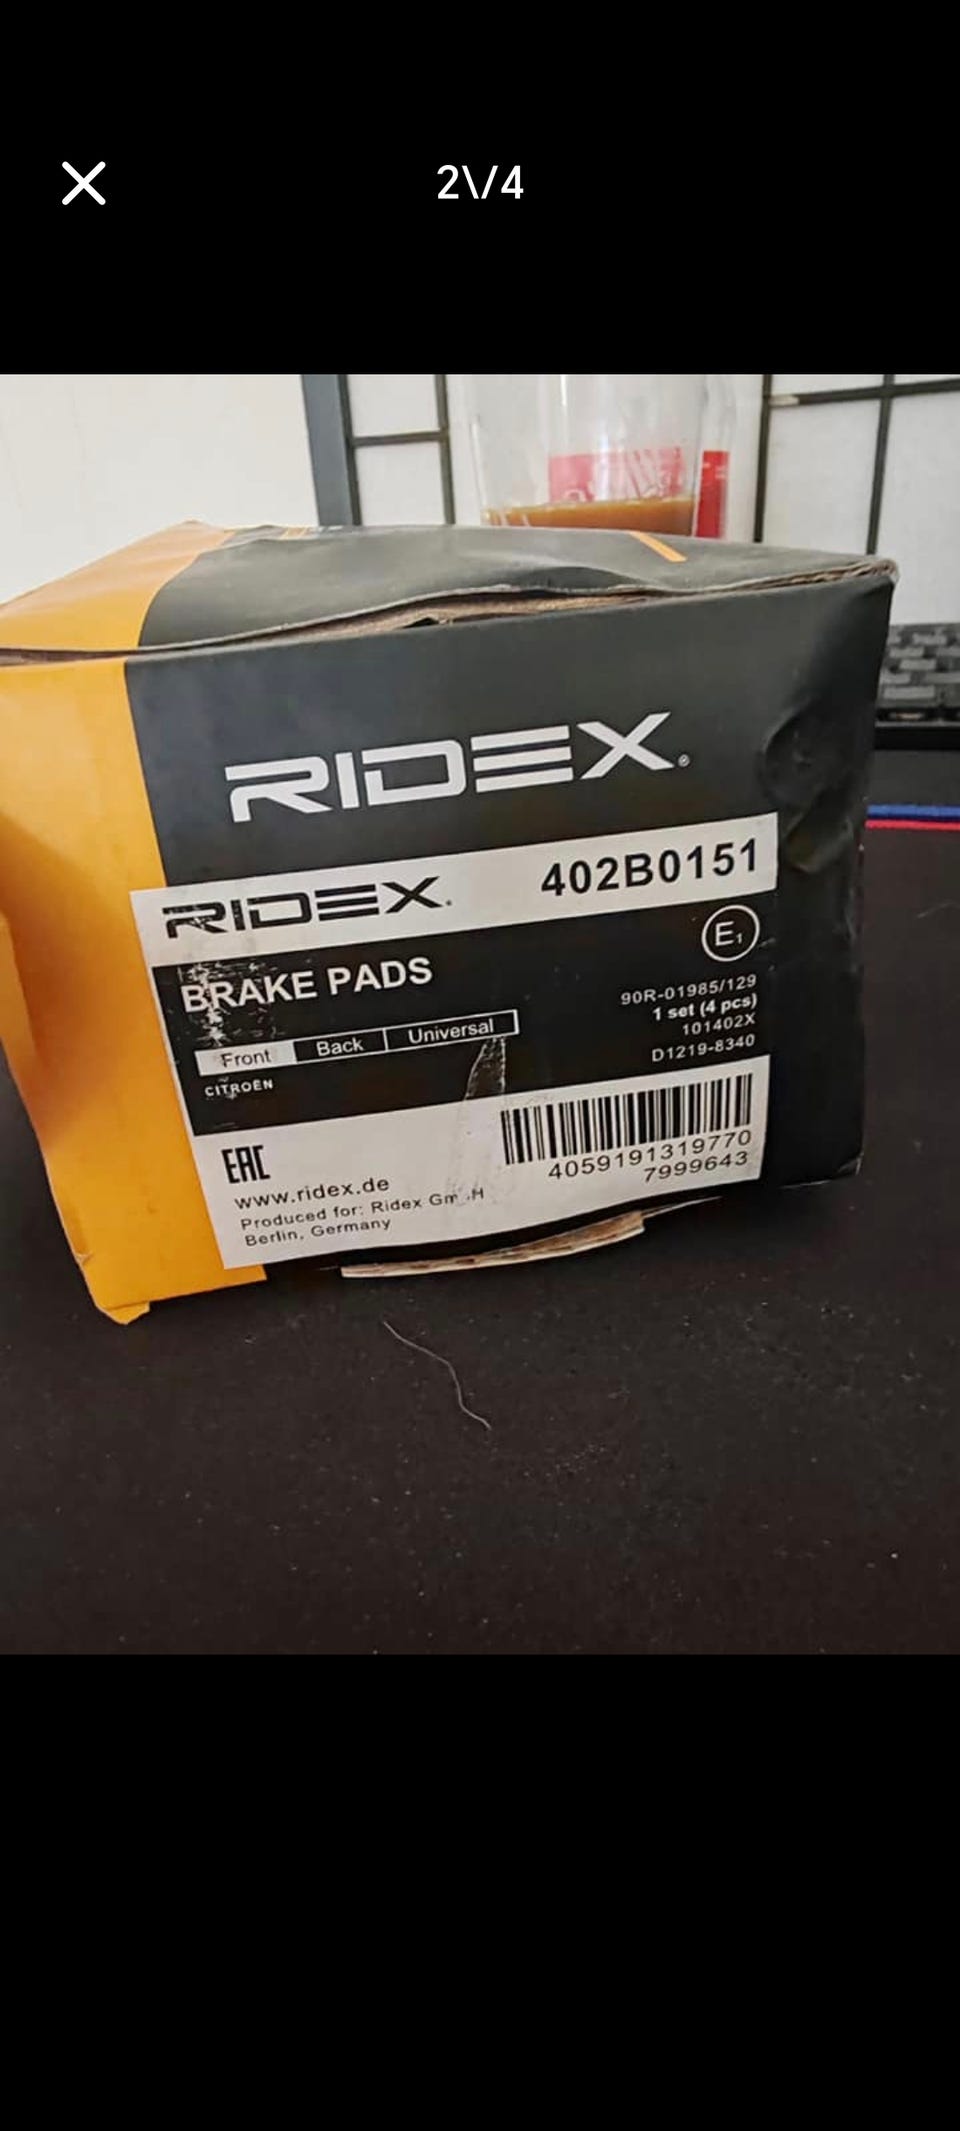 2\/4
RIDEX®
RIDEX. 402B0151
E1
BRAKE PADS
90R-01985/129
1 set (4 pcs)
101402X
D1219-8340
Front Back Universal
CITROËN
EAC
4059191319770
7999643
www.ridex.de
Produced for: Ridex
Berlin, Germany